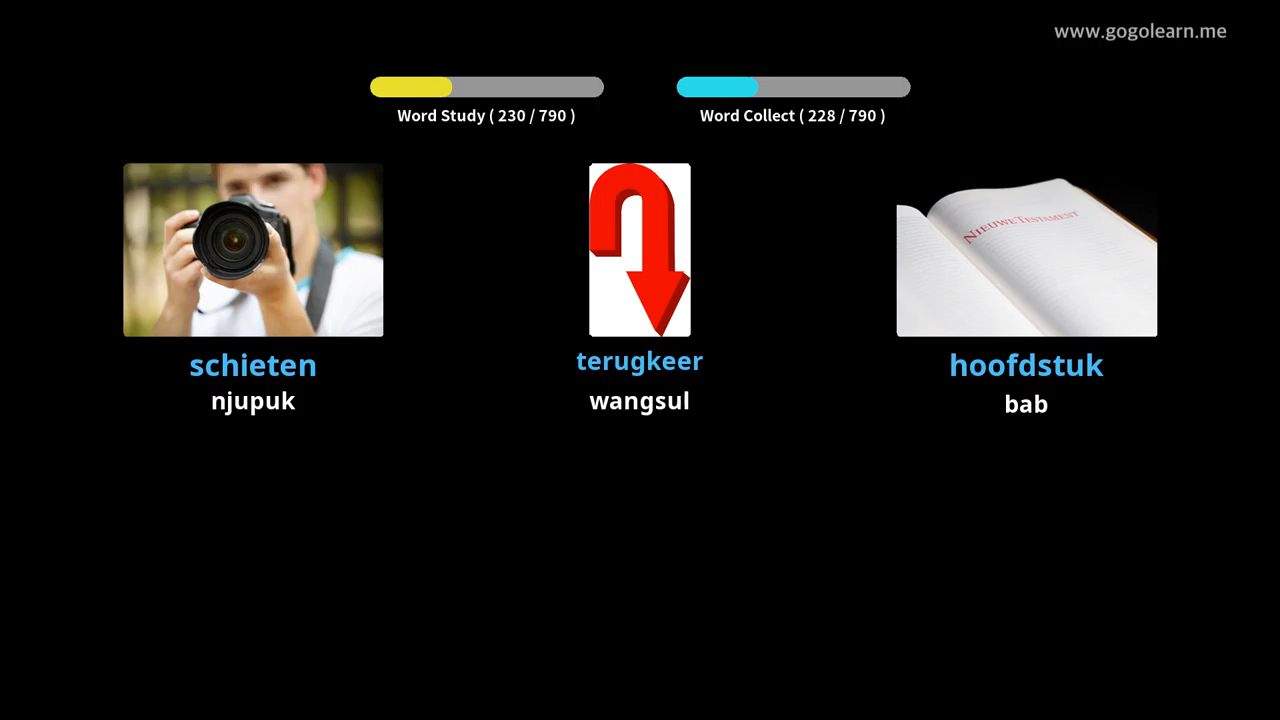 www.gogolearn.me
Word Study ( 230 / 790 )
Word Collect ( 228 / 790 )
NIEUWE TESTAMENT
schieten
terugkeer
hoofdstuk
njupuk
wangsul
bab